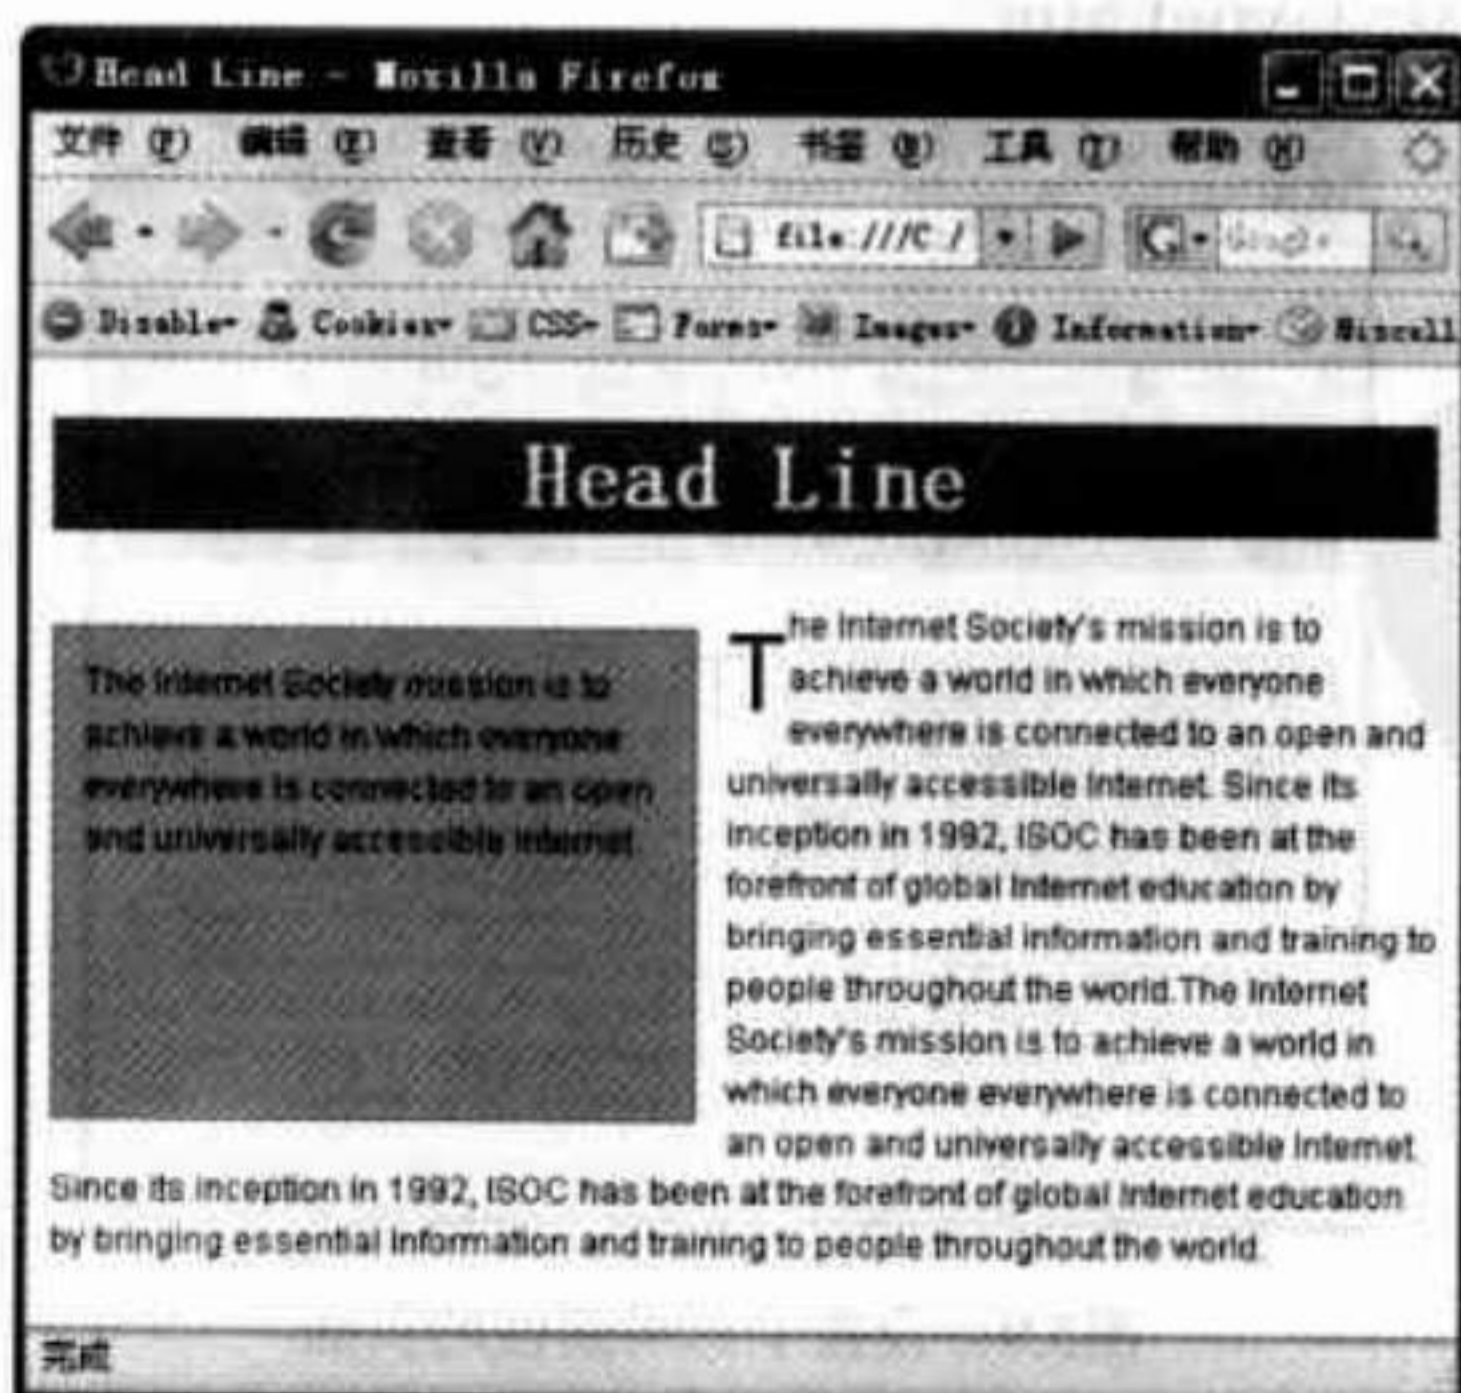 Head Line - Mozilla Firefox
文件 (F) 编辑 (E) 查看 (V) 历史 (S) 书签 (B) 工具 (T) 帮助 (H)
file:///C:/ Google
Disable Cookies CSS Forms Images Information Miscell
Head Line
The Internet Society mission is to
achieve a world in which everyone
everywhere is connected to an open
and universally accessible Internet.
The Internet Society's mission is to
achieve a world in which everyone
everywhere is connected to an open and
universally accessible Internet. Since its
inception in 1992, ISOC has been at the
forefront of global Internet education by
bringing essential information and training to
people throughout the world.The Internet
Society's mission is to achieve a world in
which everyone everywhere is connected to
an open and universally accessible Internet.
Since its inception in 1992, ISOC has been at the forefront of global Internet education
by bringing essential information and training to people throughout the world.
完成